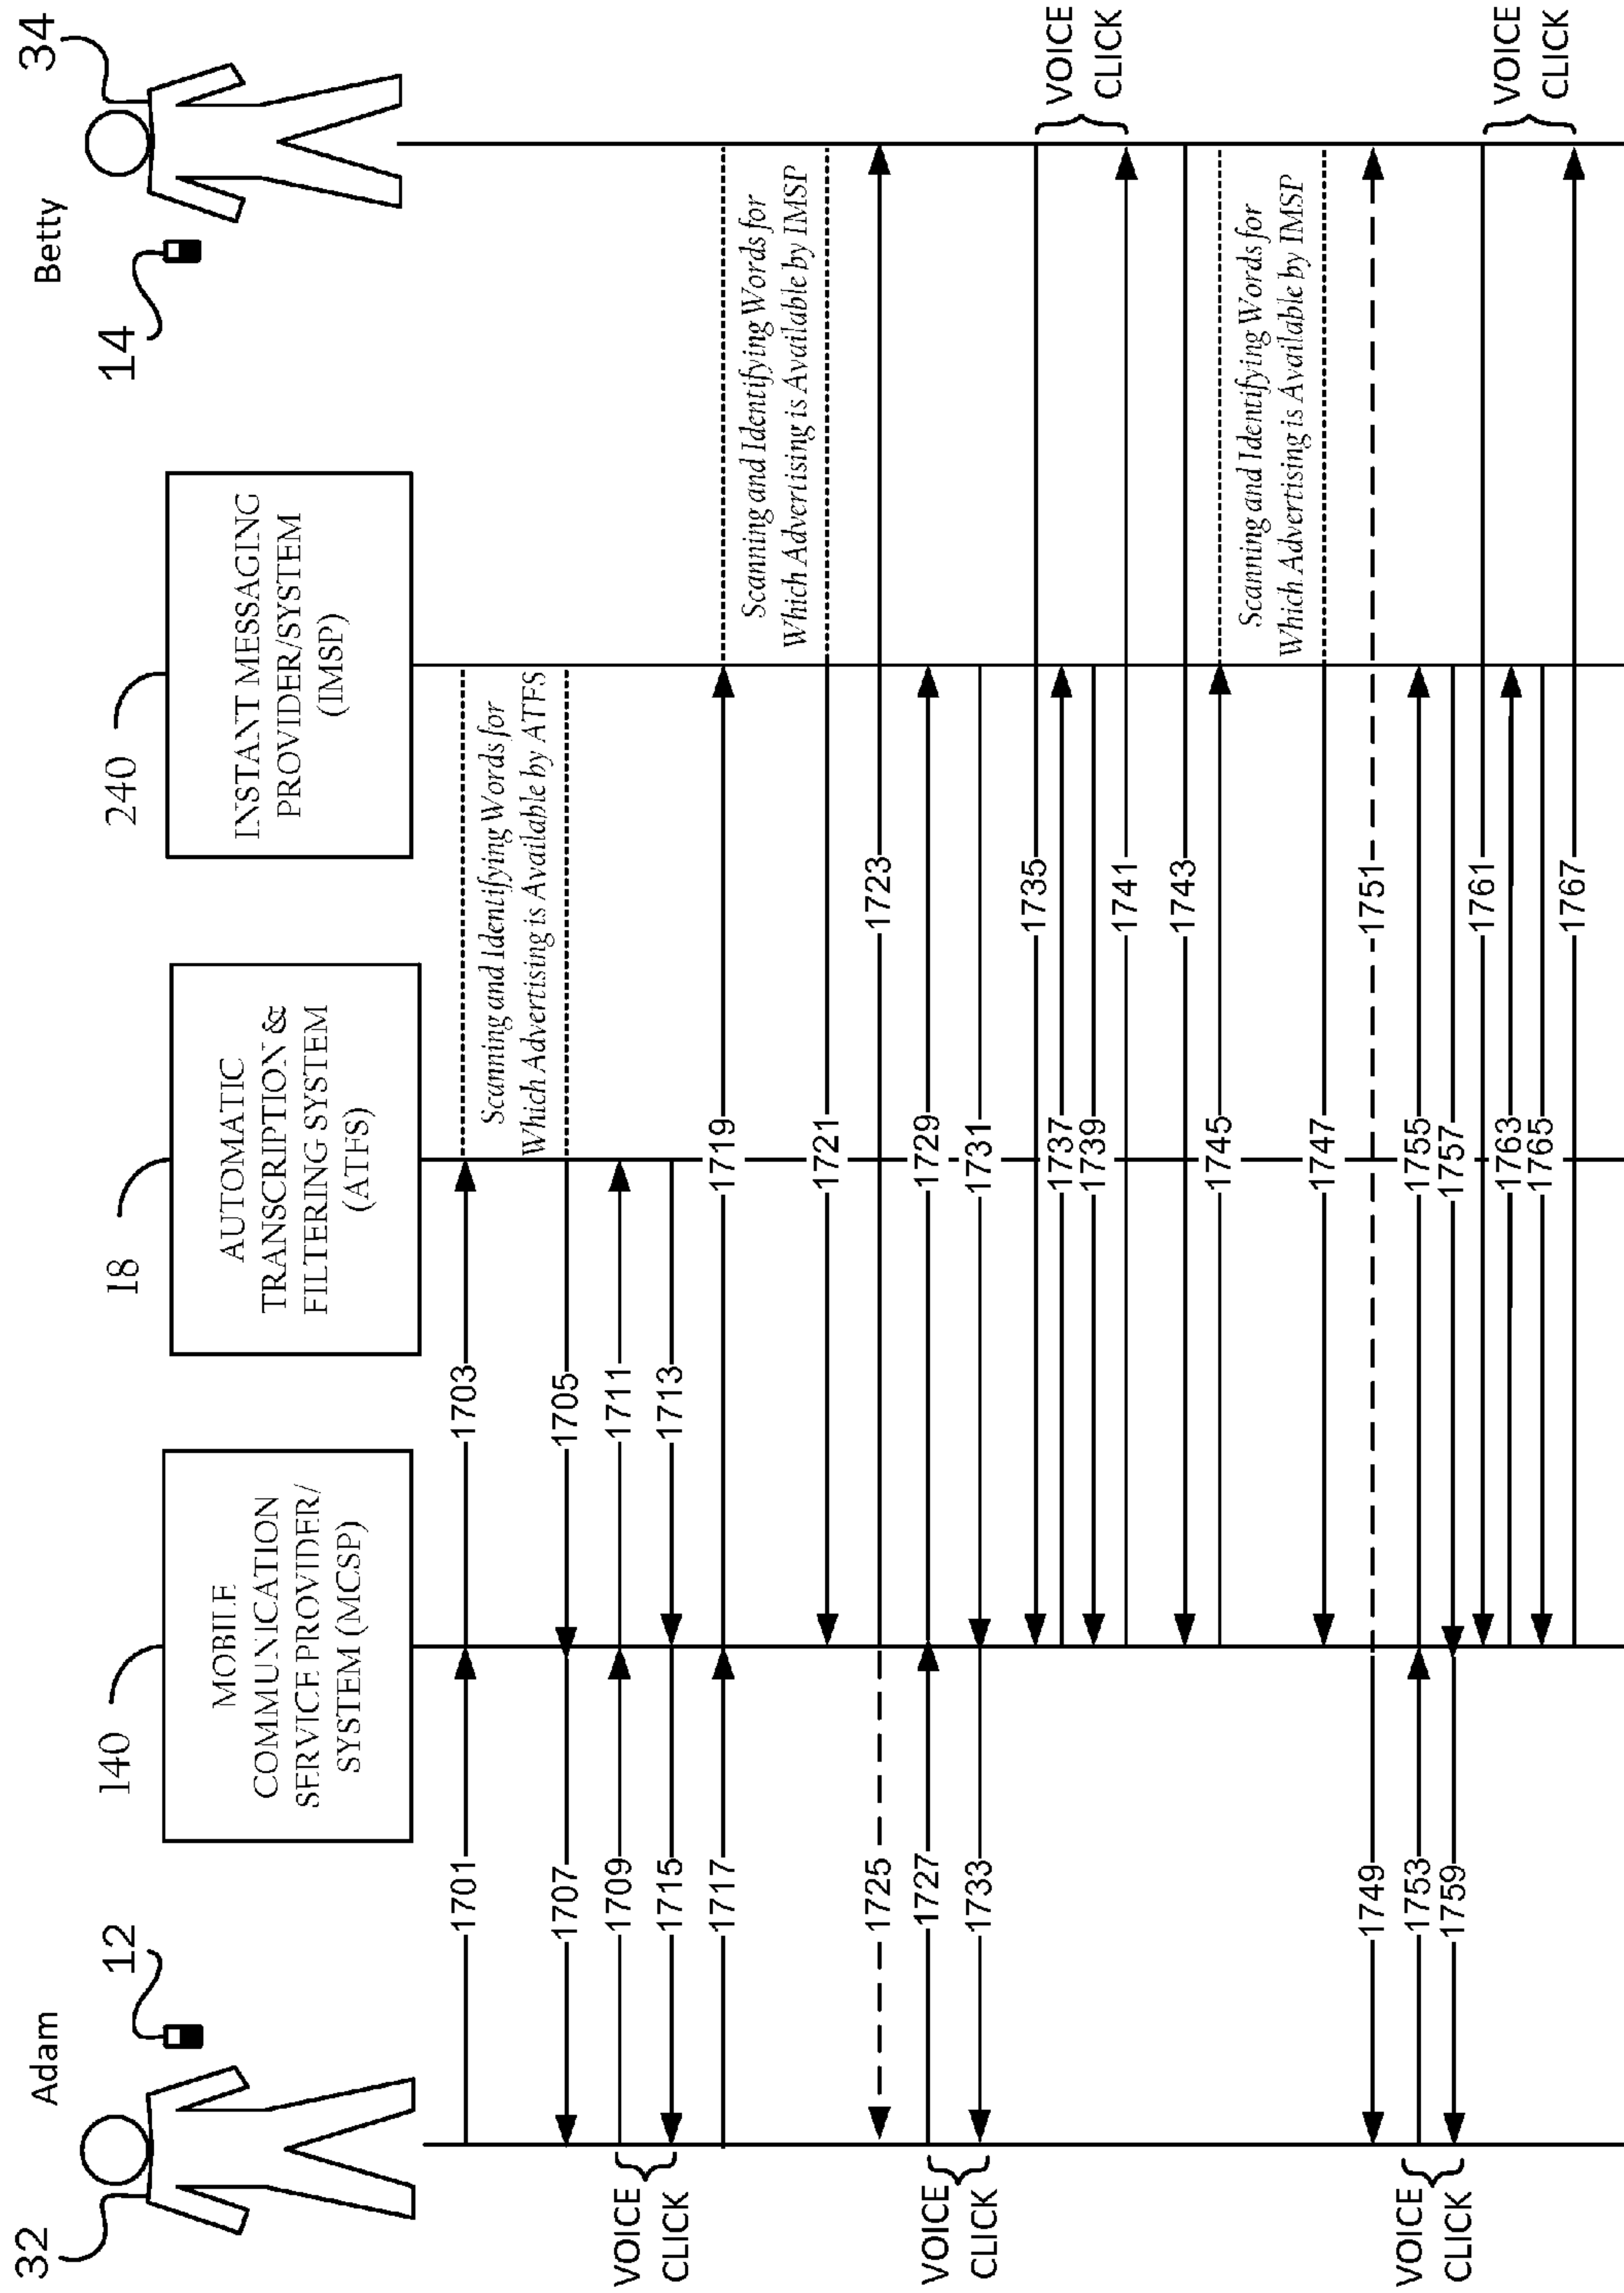 Adam
Betty
32
12
14
34
140
18
240
MOBILE
COMMUNICATION
SERVICE PROVIDER/
SYSTEM (MCSP)
AUTOMATIC
TRANSCRIPTION &
FILTERING SYSTEM
(ATFS)
INSTANT MESSAGING
PROVIDER/SYSTEM
(IMSP)
1701
1703
Scanning and Identifying Words for
Which Advertising is Available by ATFS
1707
1705
VOICE
CLICK
1709
1711
1715
1713
1717
1719
Scanning and Identifying Words for
Which Advertising is Available by IMSP
1721
1725
1723
VOICE
CLICK
1727
1729
1733
1731
1735
VOICE
CLICK
1737
1739
1741
1743
1745
Scanning and Identifying Words for
Which Advertising is Available by IMSP
1747
1749
1751
VOICE
CLICK
1753
1755
1759
1757
1761
VOICE
CLICK
1763
1765
1767